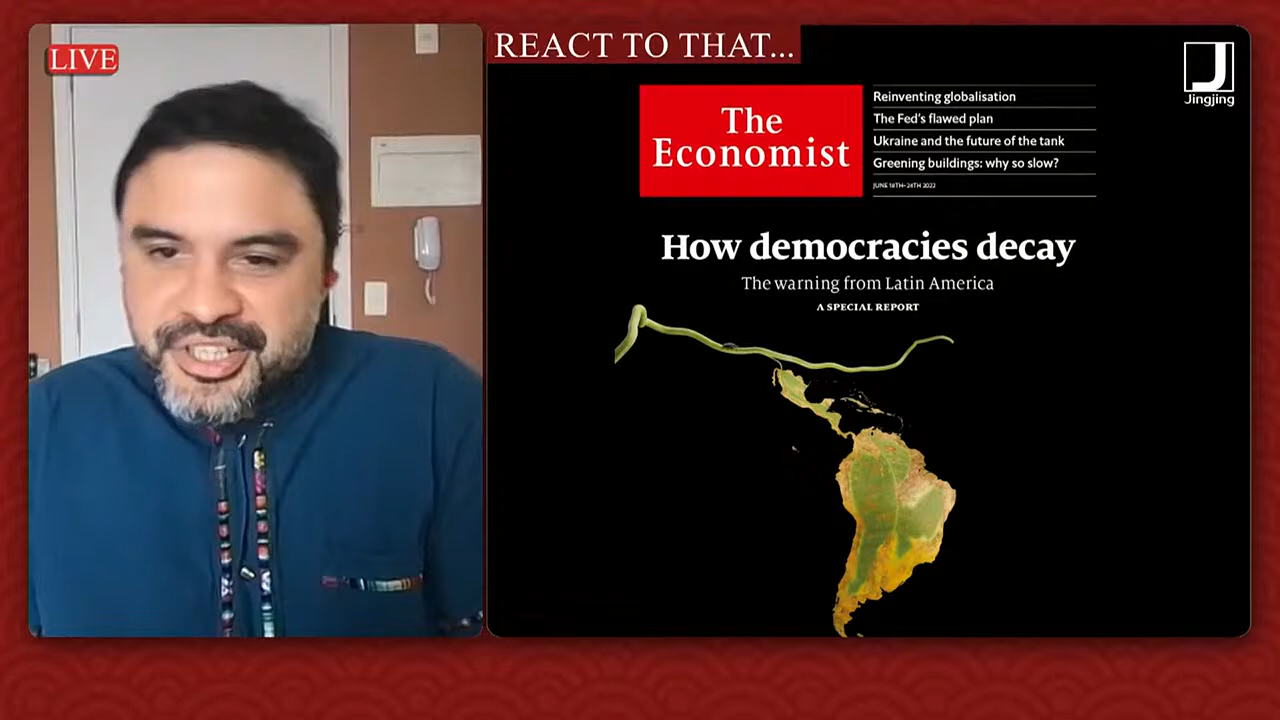 LIVE
REACT TO THAT...
Jingjing
The
Economist
Reinventing globalisation
The Fed's flawed plan
Ukraine and the future of the tank
Greening buildings: why so slow?
JUNE 18TH–24TH 2022
How democracies decay
The warning from Latin America
A SPECIAL REPORT